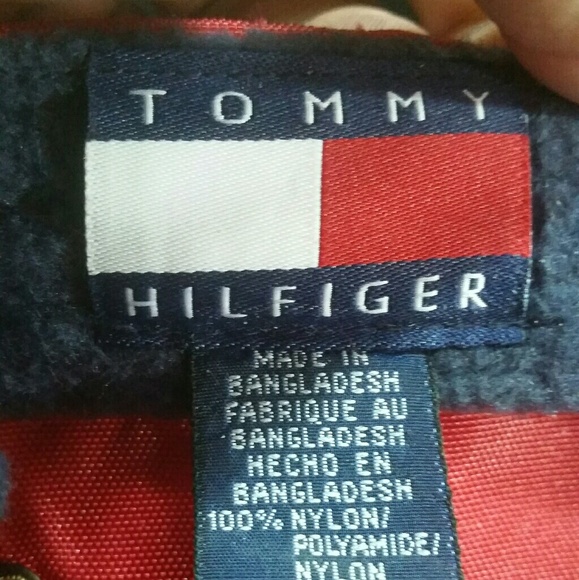 TOMMY
HILFIGER
MADE IN
BANGLADESH
FABRIQUE AU
BANGLADESH
HECHO EN
BANGLADESH
100% NYLON/
POLYAMIDE/
NYLON